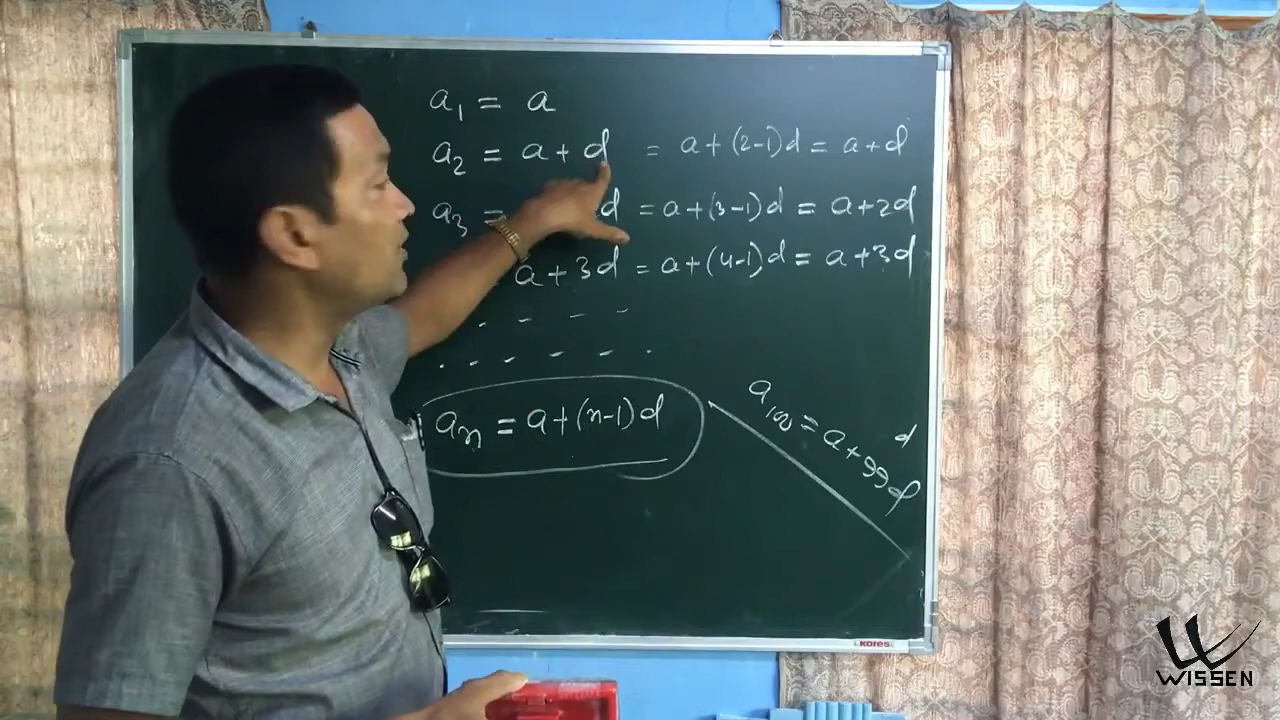 a₁ = a
a₂ = a + d = a + (2-1)d = a + d
a₃ = d = a + (3-1)d = a + 2d
a + 3d = a + (4-1)d = a + 3d
aₙ = a + (n-1)d
a₁₀₀ = a + 99d
d
kores
WISSEN